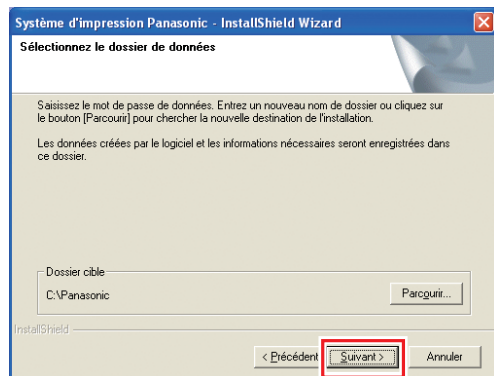 Système d'impression Panasonic - InstallShield Wizard
Sélectionnez le dossier de données
Saisissez le mot de passe de données. Entrez un nouveau nom de dossier ou cliquez sur
le bouton [Parcourir] pour chercher la nouvelle destination de l'installation.
Les données créées par le logiciel et les informations nécessaires seront enregistrées dans
ce dossier.
Dossier cible
C:\Panasonic
Parcourir...
InstallShield
< Précédent
Suivant >
Annuler